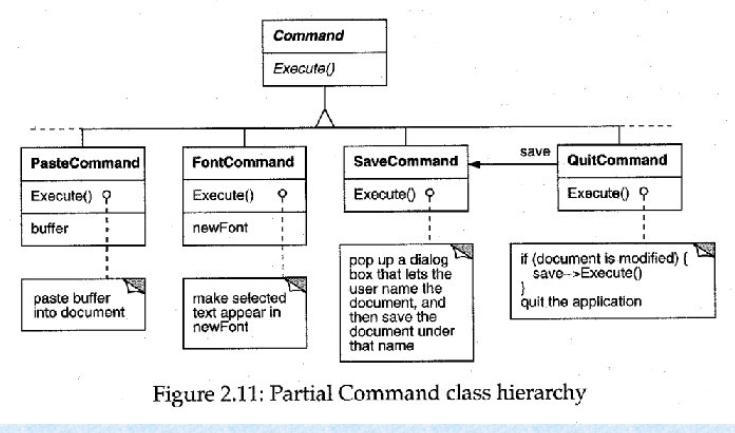 Command
Execute()
save
PasteCommand
Execute()
buffer
FontCommand
Execute()
newFont
SaveCommand
Execute()
QuitCommand
Execute()
paste buffer
into document
make selected
text appear in
newFont
pop up a dialog
box that lets the
user name the
document, and
then save the
document under
that name
if (document is modified) {
save->Execute()
}
quit the application
Figure 2.11: Partial Command class hierarchy